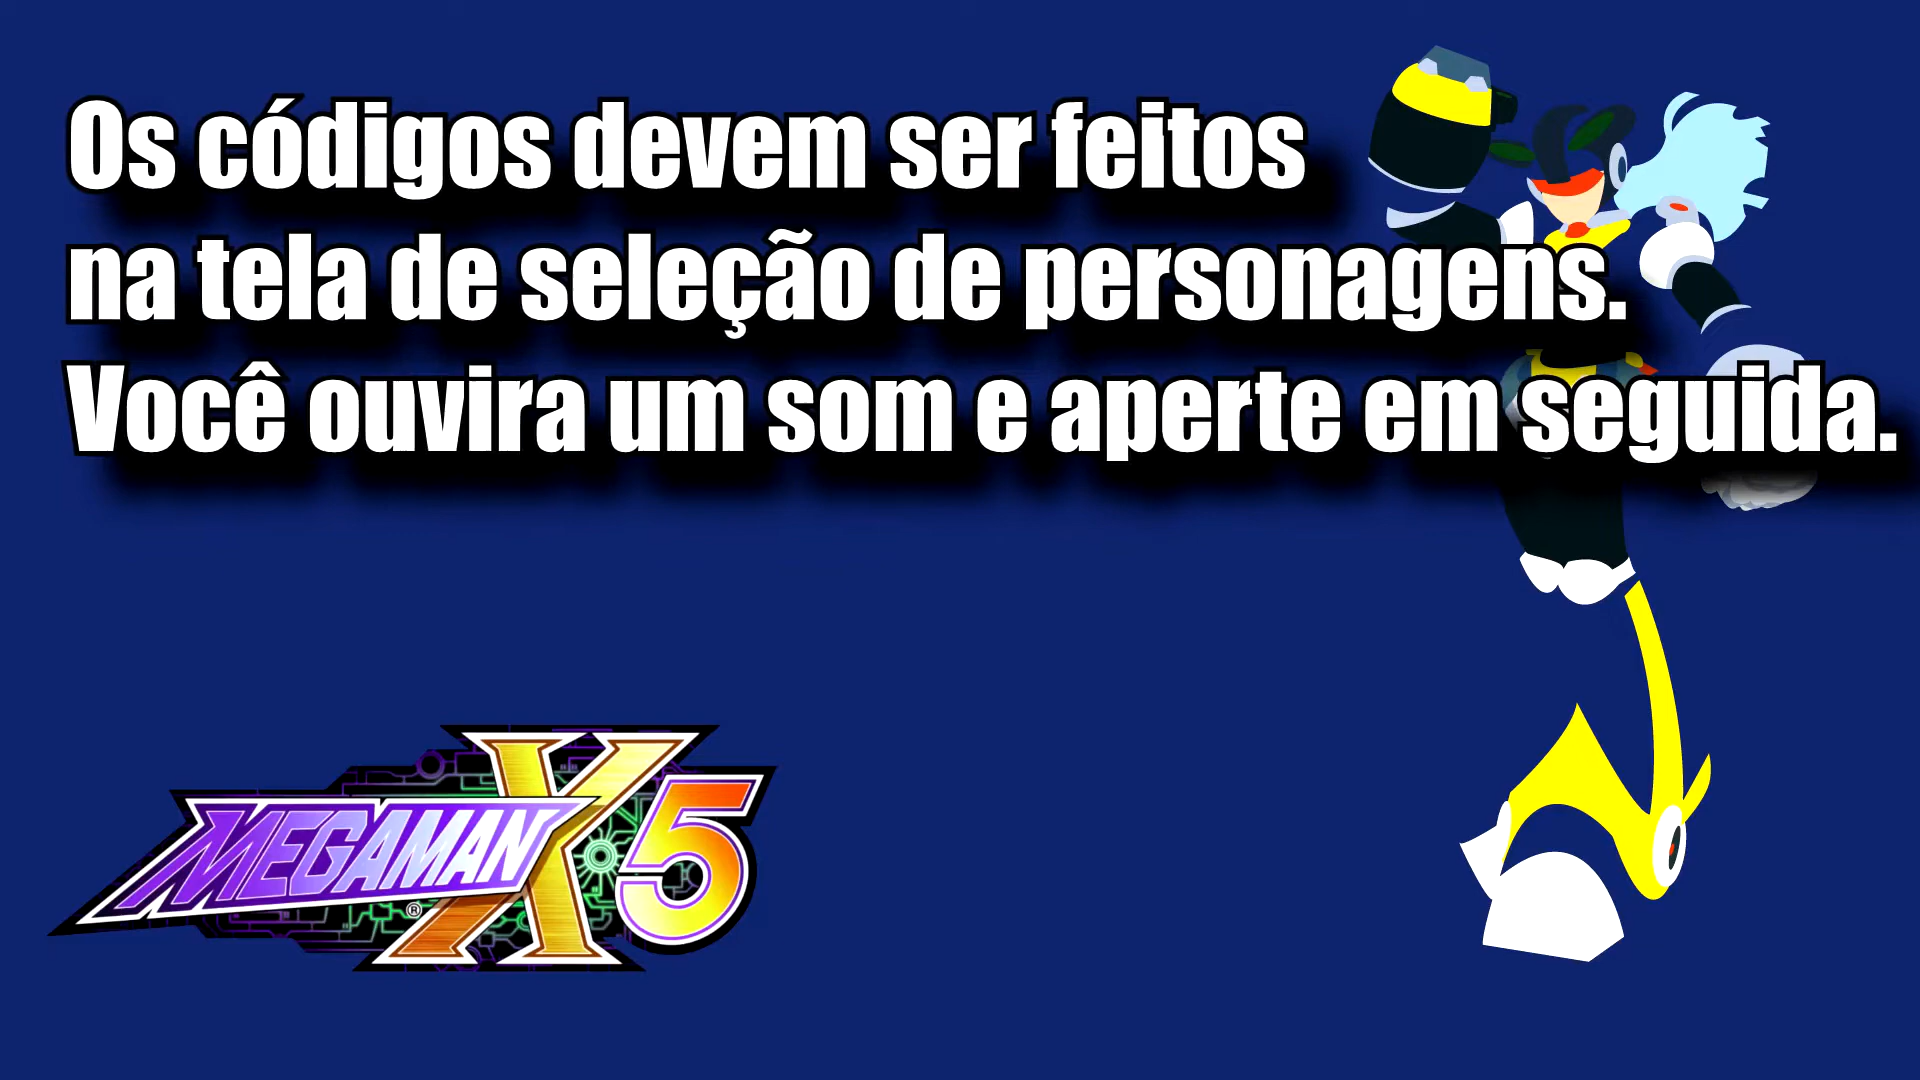 Os códigos devem ser feitos
na tela de seleção de personagens.
Você ouvira um som e aperte em seguida.
MEGAMAN X5
®